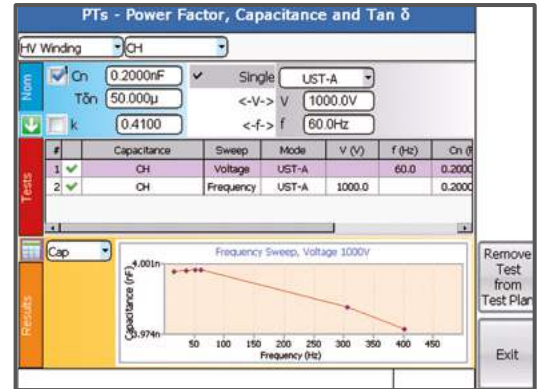 PTs - Power Factor, Capacitance and Tan δ
HV Winding CH
Nom
Cn 0.2000nF Single UST-A
Tδn 50.000µ <-V-> V 1000.0V
k 0.4100 <-f-> f 60.0Hz
Tests
# Capacitance Sweep Mode V (V) f (Hz) Cn (F
1 CH Voltage UST-A 60.0 0.2000
2 CH Frequency UST-A 1000.0 0.2000
Results
Cap
Frequency Sweep, Voltage 1000V
4.001n
Capacitance (nF)
3.974n
50 100 150 200 250 300 350 400 450
Frequency (Hz)
Remove
Test
from
Test Plan
Exit